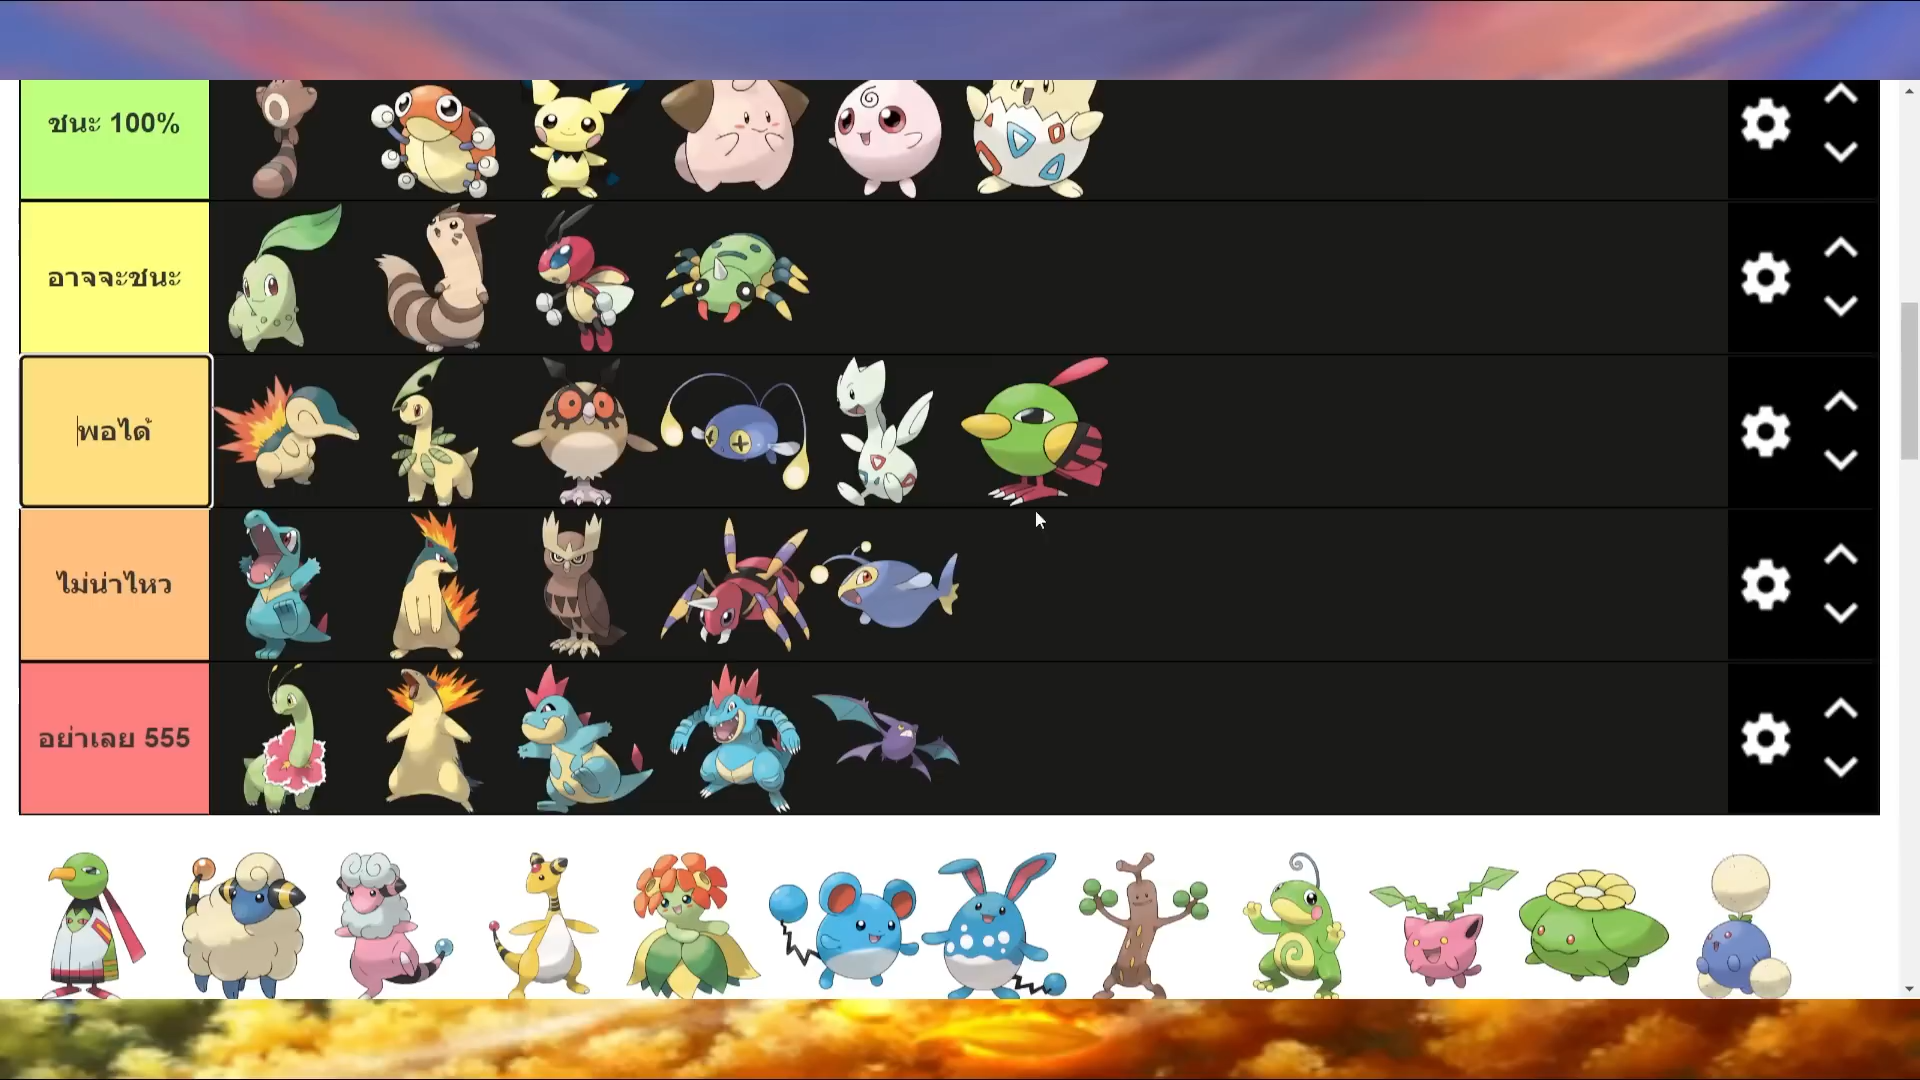 ชนะ 100%
อาจจะชนะ
พอได้
ไม่น่าไหว
อย่าเลย 555